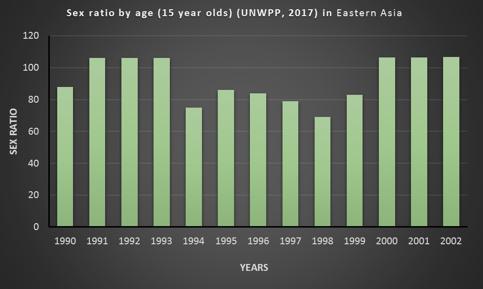 Sex ratio by age (15 year olds) (UNWPP, 2017) in Eastern Asia
120
100
80
60
40
20
0
SEX RATIO
1990 1991 1992 1993 1994 1995 1996 1997 1998 1999 2000 2001 2002
YEARS